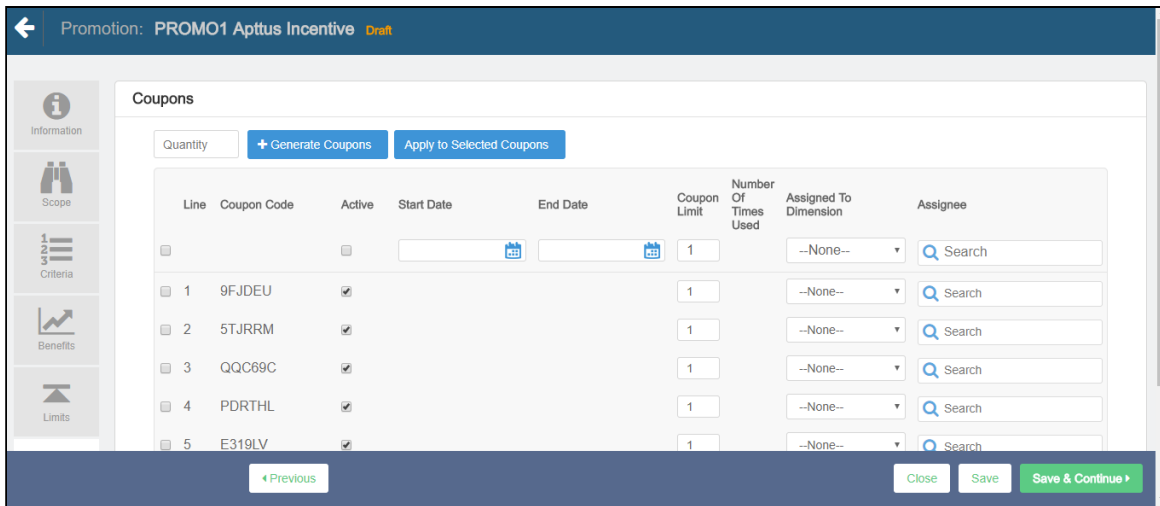 Promotion: PROMO1 Apttus Incentive Draft
Information
Scope
1
2
3
Criteria
Benefits
Limits
Coupons
Quantity
+ Generate Coupons
Apply to Selected Coupons
Line Coupon Code Active Start Date End Date Coupon Limit Number Of Times Used Assigned To Dimension Assignee
1 --None-- Search
1 9FJDEU 1 --None-- Search
2 5TJRRM 1 --None-- Search
3 QQC69C 1 --None-- Search
4 PDRTHL 1 --None-- Search
5 E319LV 1 --None-- Search
Previous
Close
Save
Save & Continue